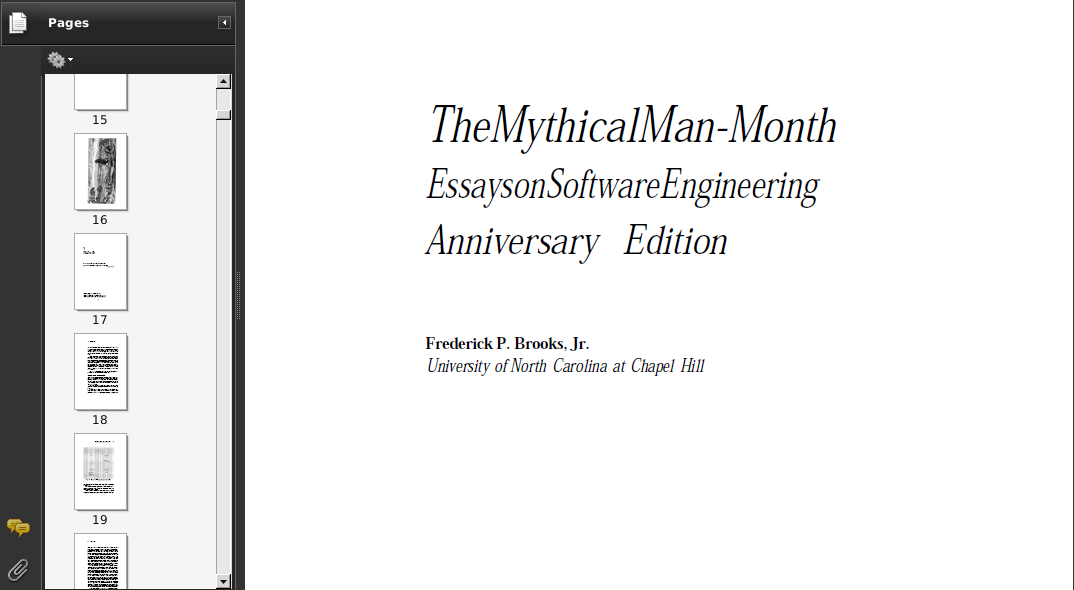 Pages
15
16
17
18
19
TheMythicalMan-Month
EssaysonSoftwareEngineering
Anniversary Edition
Frederick P. Brooks, Jr.
University of North Carolina at Chapel Hill